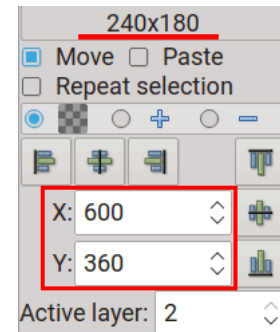 240x180
Move Paste
Repeat selection
X: 600
Y: 360
Active layer: 2